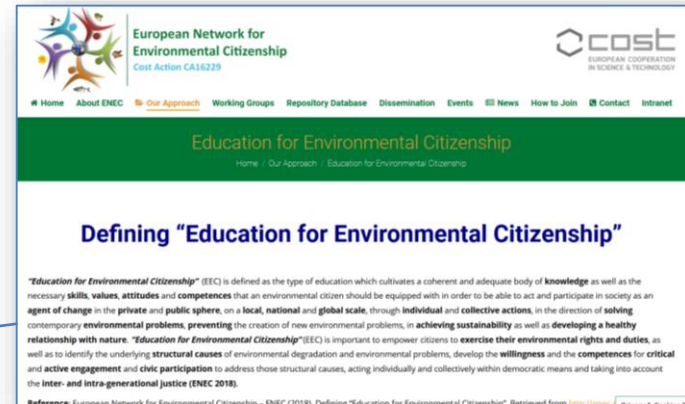 European Network for
Environmental Citizenship
Cost Action CA16229
cost
EUROPEAN COOPERATION
IN SCIENCE & TECHNOLOGY
Home About ENEC Our Approach Working Groups Repository Database Dissemination Events News How to Join Contact Intranet
Education for Environmental Citizenship
Home / Our Approach / Education for Environmental Citizenship
Defining “Education for Environmental Citizenship”
"Education for Environmental Citizenship" (EEC) is defined as the type of education which cultivates a coherent and adequate body of knowledge as well as the
necessary skills, values, attitudes and competences that an environmental citizen should be equipped with in order to be able to act and participate in society as an
agent of change in the private and public sphere, on a local, national and global scale, through individual and collective actions, in the direction of solving
contemporary environmental problems, preventing the creation of new environmental problems, in achieving sustainability as well as developing a healthy
relationship with nature. "Education for Environmental Citizenship" (EEC) is important to empower citizens to exercise their environmental rights and duties, as
well as to identify the underlying structural causes of environmental degradation and environmental problems, develop the willingness and the competences for critical
and active engagement and civic participation to address those structural causes, acting individually and collectively within democratic means and taking into account
the inter- and intra-generational justice (ENEC 2018).
Reference: European Network for Environmental Citizenship – ENEC (2018). Defining "Education for Environmental Citizenship". Retrieved from